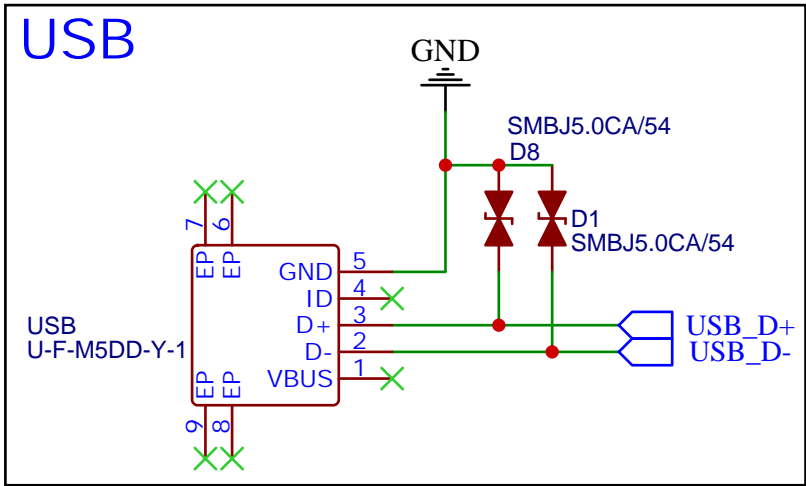 USB
GND
SMBJ5.0CA/54
D8
D1
SMBJ5.0CA/54
7
6
EP
EP
GND
5
ID
4
D+
3
D-
2
VBUS
1
USB
U-F-M5DD-Y-1
EP
EP
9
8
USB_D+
USB_D-